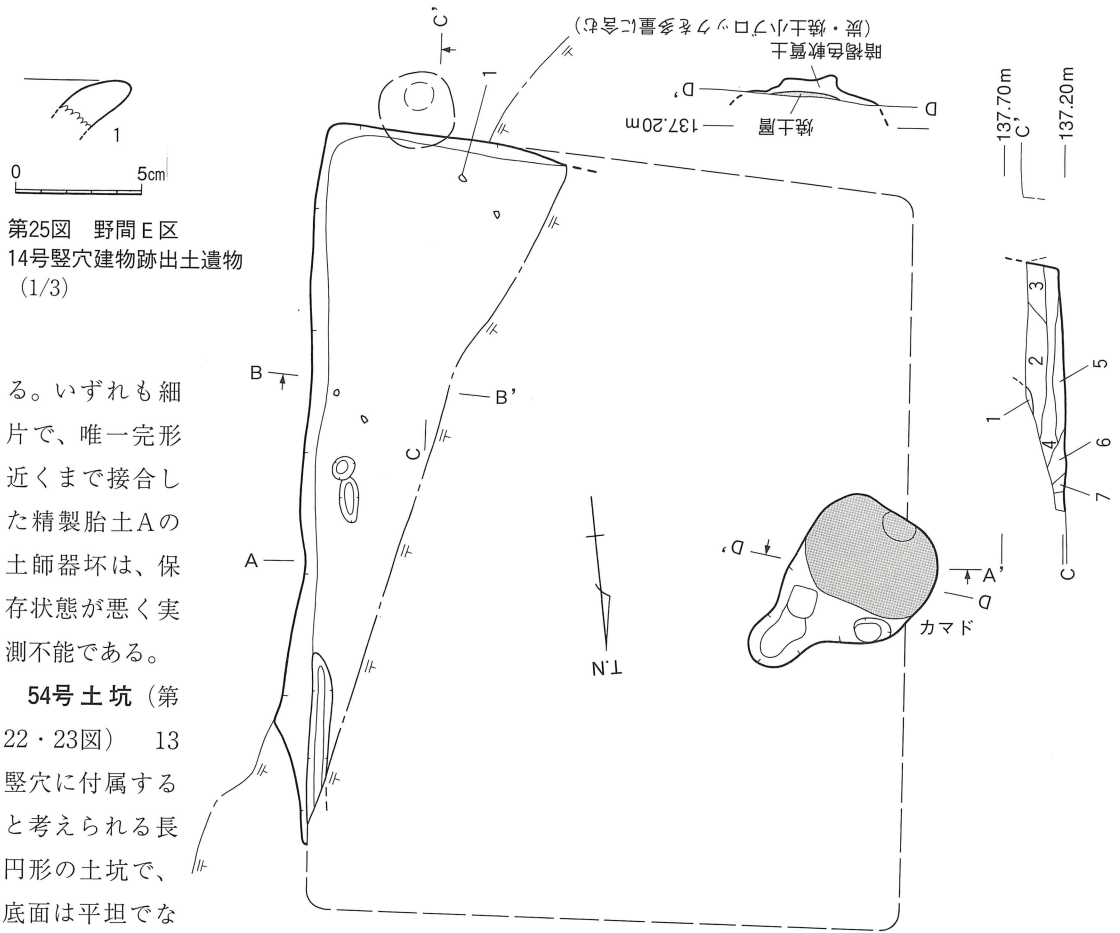 1
0 5cm
第25図 野間E区
14号竪穴建物跡出土遺物
(1/3)
る。いずれも細
片で、唯一完形
近くまで接合し
た精製胎土Aの
土師器坏は、保
存状態が悪く実
測不能である。
54号土坑(第
22・23図) 13
竪穴に付属する
と考えられる長
円形の土坑で、
底面は平坦でな
C'
1
B
B'
C
A
A'
D'
D
カマド
T.N
暗褐色軟質土
(炭・焼土小ブロックを多量に含む)
D'
D
137.20m
焼土層
137.70m
C'
137.20m
3
2
1
4
5
6
7
C